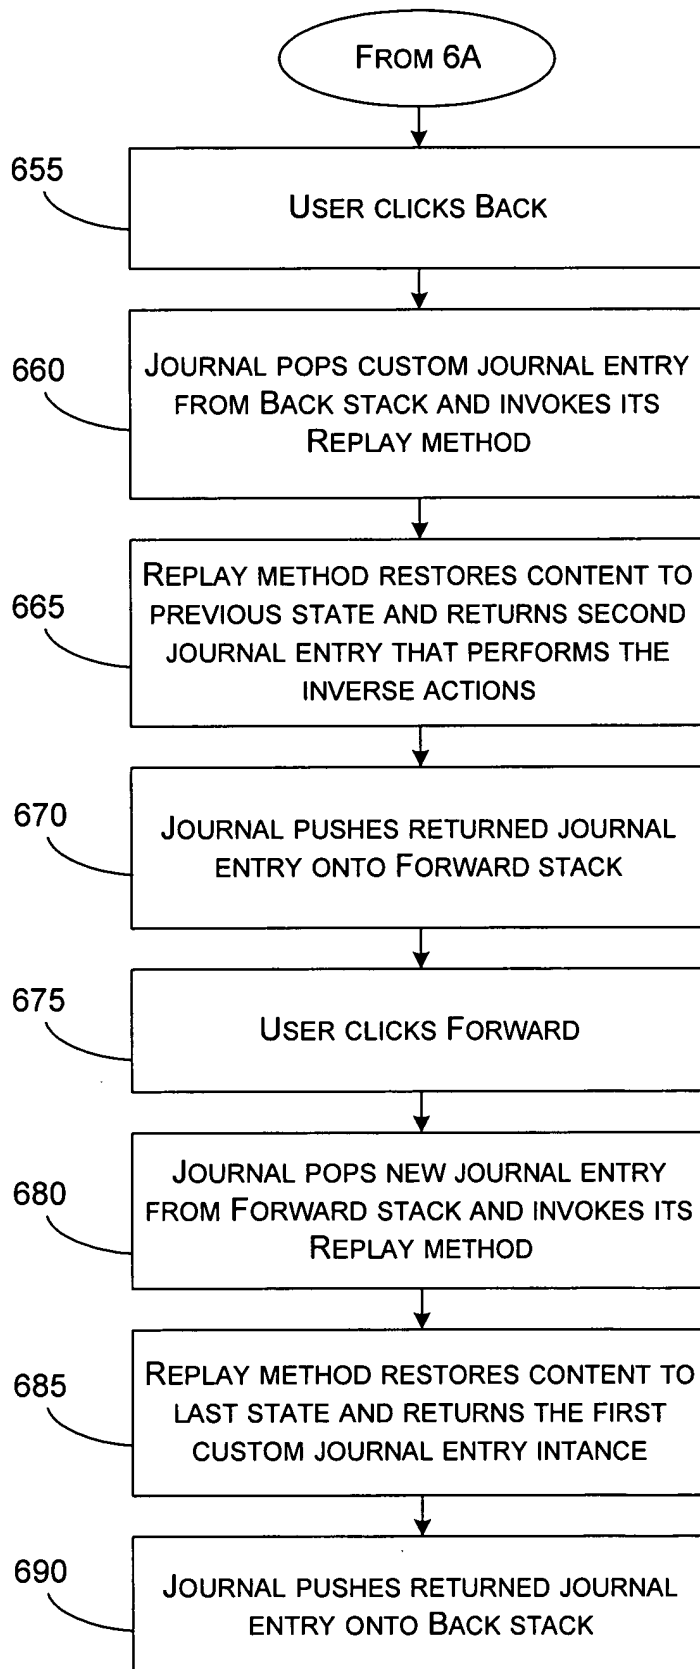 FROM 6A
655
USER CLICKS BACK
660
JOURNAL POPS CUSTOM JOURNAL ENTRY
FROM BACK STACK AND INVOKES ITS
REPLAY METHOD
665
REPLAY METHOD RESTORES CONTENT TO
PREVIOUS STATE AND RETURNS SECOND
JOURNAL ENTRY THAT PERFORMS THE
INVERSE ACTIONS
670
JOURNAL PUSHES RETURNED JOURNAL
ENTRY ONTO FORWARD STACK
675
USER CLICKS FORWARD
680
JOURNAL POPS NEW JOURNAL ENTRY
FROM FORWARD STACK AND INVOKES ITS
REPLAY METHOD
685
REPLAY METHOD RESTORES CONTENT TO
LAST STATE AND RETURNS THE FIRST
CUSTOM JOURNAL ENTRY INTANCE
690
JOURNAL PUSHES RETURNED JOURNAL
ENTRY ONTO BACK STACK